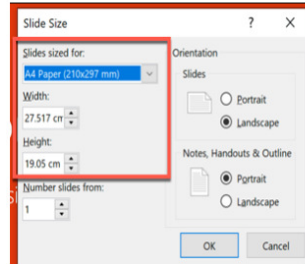 Slide Size ? X
Slides sized for:
A4 Paper (210x297 mm)
Width:
27.517 cm
Height:
19.05 cm
Number slides from:
1
Orientation
Slides
Portrait
Landscape
Notes, Handouts & Outline
Portrait
Landscape
OK Cancel